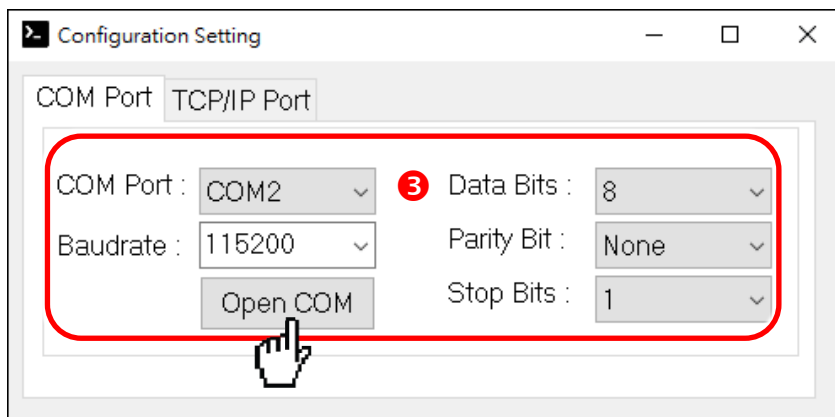 Configuration Setting
COM Port TCP/IP Port
COM Port : COM2 3 Data Bits : 8
Baudrate : 115200 Parity Bit : None
Open COM Stop Bits : 1